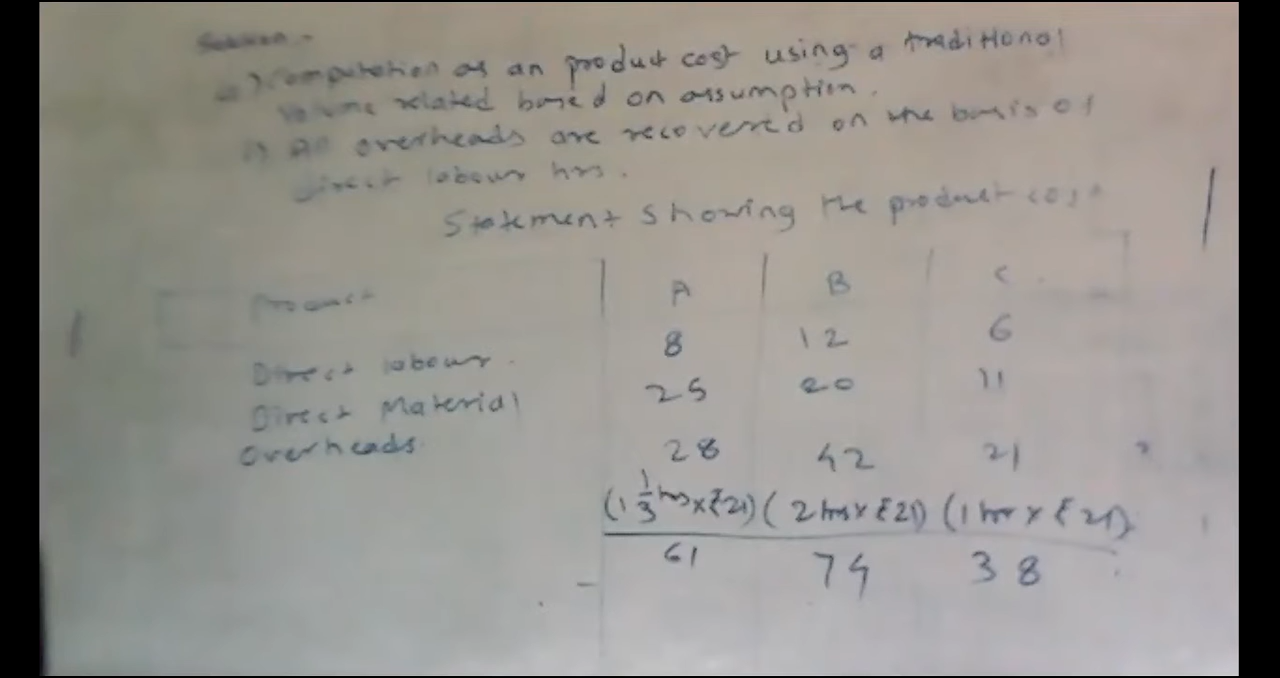 Solution -
a) Computation of an product cost using a traditional
volume related based on assumption.
i) All overheads are recovered on the basis of
direct labour hrs.
Statement showing the product cost
Product A B C
Direct labour. 8 12 6
Direct Material 25 20 11
Overheads. 28 42 21
(1 1/3 hrs x ₹21) (2 hrs x ₹21) (1 hr x ₹21)
61 74 38